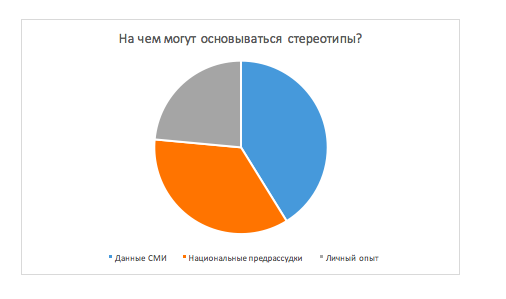 На чем могут основываться стереотипы?
Данные СМИ Национальные предрассудки Личный опыт